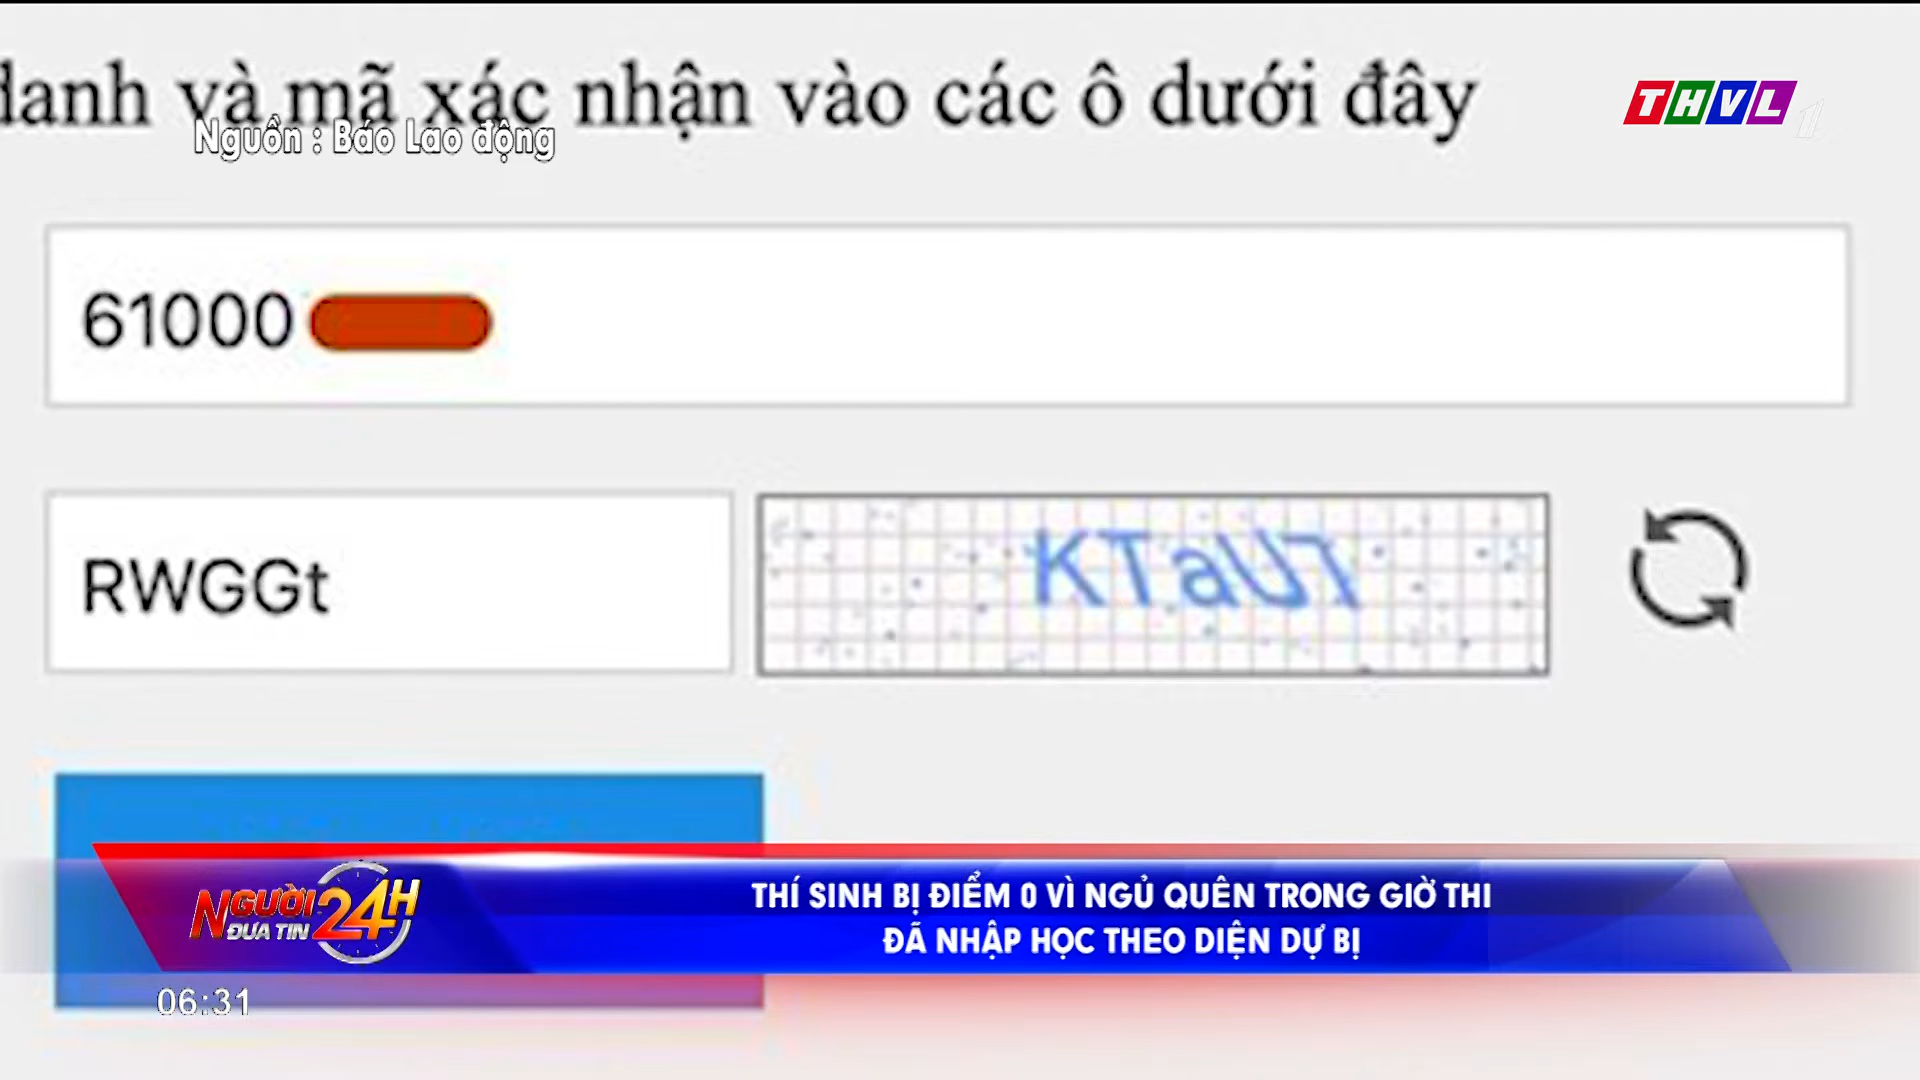 danh và mã xác nhận vào các ô dưới đây
Nguồn : Báo Lao động
THVL 1
61000
RWGGt
KTaU7
NGƯỜI ĐƯA TIN 24H
THÍ SINH BỊ ĐIỂM 0 VÌ NGỦ QUÊN TRONG GIỜ THI
ĐÃ NHẬP HỌC THEO DIỆN DỰ BỊ
06:31